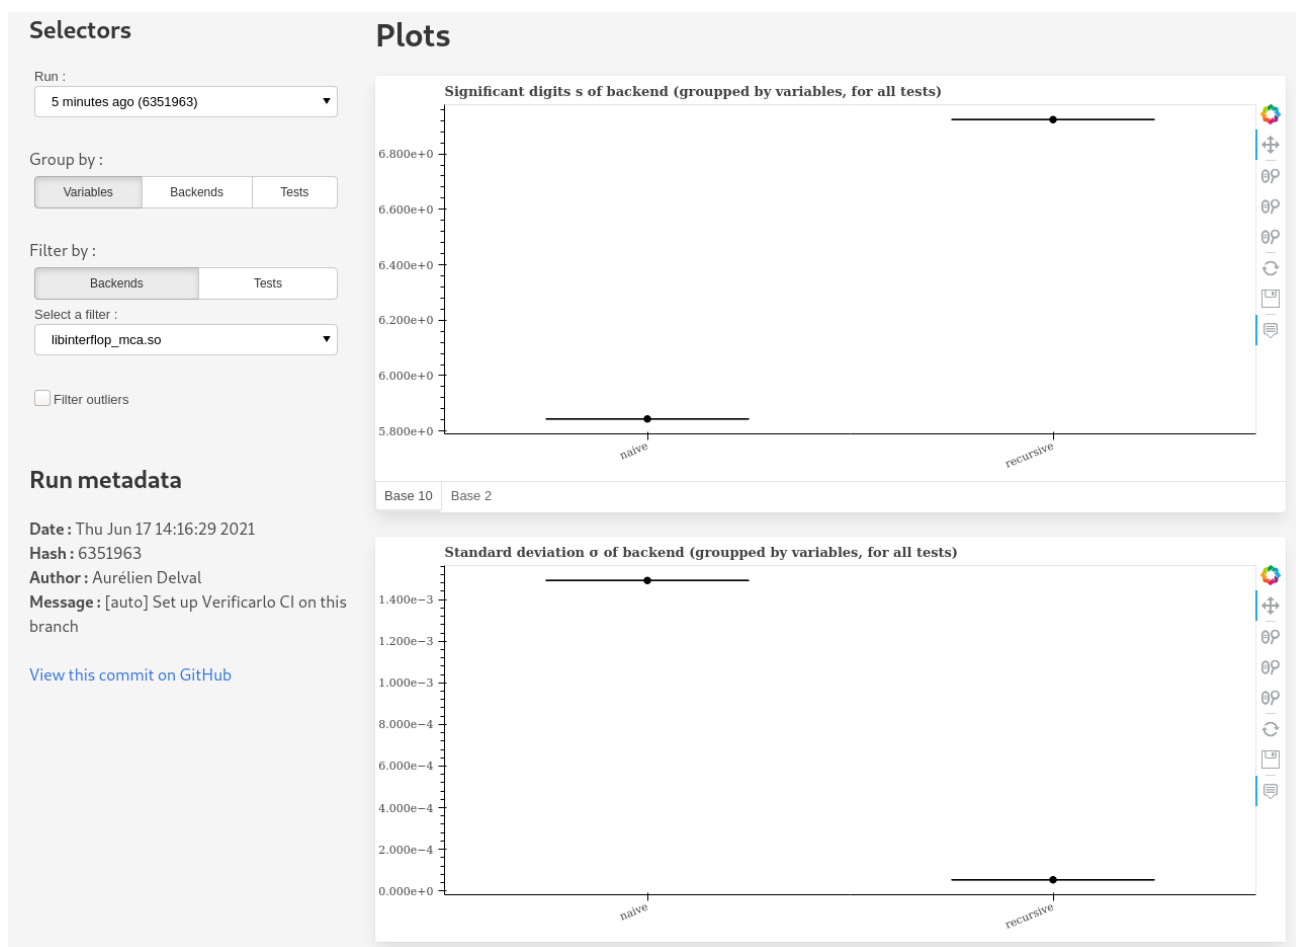 Selectors
Run :
5 minutes ago (6351963)
Group by :
Variables Backends Tests
Filter by :
Backends Tests
Select a filter :
libinterflop_mca.so
Filter outliers
Run metadata
Date : Thu Jun 17 14:16:29 2021
Hash : 6351963
Author : Aurélien Delval
Message : [auto] Set up Verificarlo CI on this
branch
View this commit on GitHub
Plots
Significant digits s of backend (groupped by variables, for all tests)
6.800e+0
6.600e+0
6.400e+0
6.200e+0
6.000e+0
5.800e+0
naive recursive
Base 10 Base 2
Standard deviation σ of backend (groupped by variables, for all tests)
1.400e−3
1.200e−3
1.000e−3
8.000e−4
6.000e−4
4.000e−4
2.000e−4
0.000e+0
naive recursive